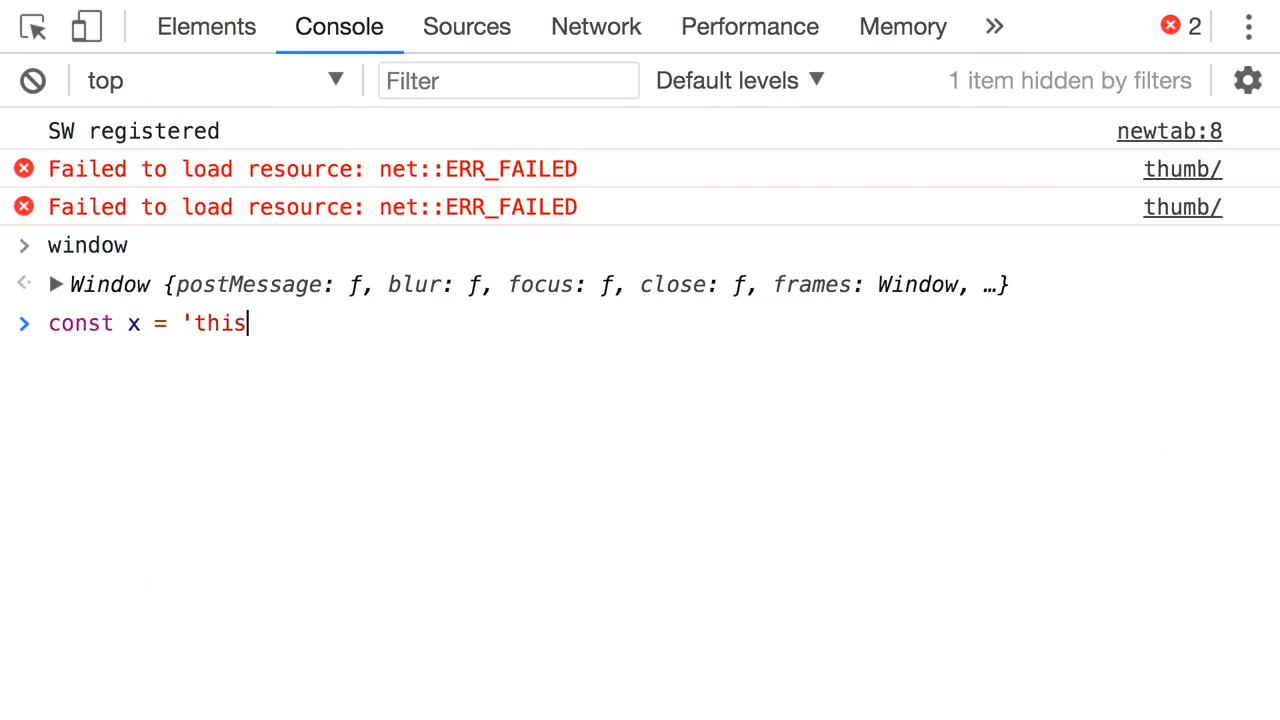 Elements Console Sources Network Performance Memory » 2
top ▼ Filter Default levels ▼ 1 item hidden by filters
SW registered newtab:8
Failed to load resource: net::ERR_FAILED thumb/
Failed to load resource: net::ERR_FAILED thumb/
> window
<· ▶ Window {postMessage: ƒ, blur: ƒ, focus: ƒ, close: ƒ, frames: Window, …}
> const x = 'this